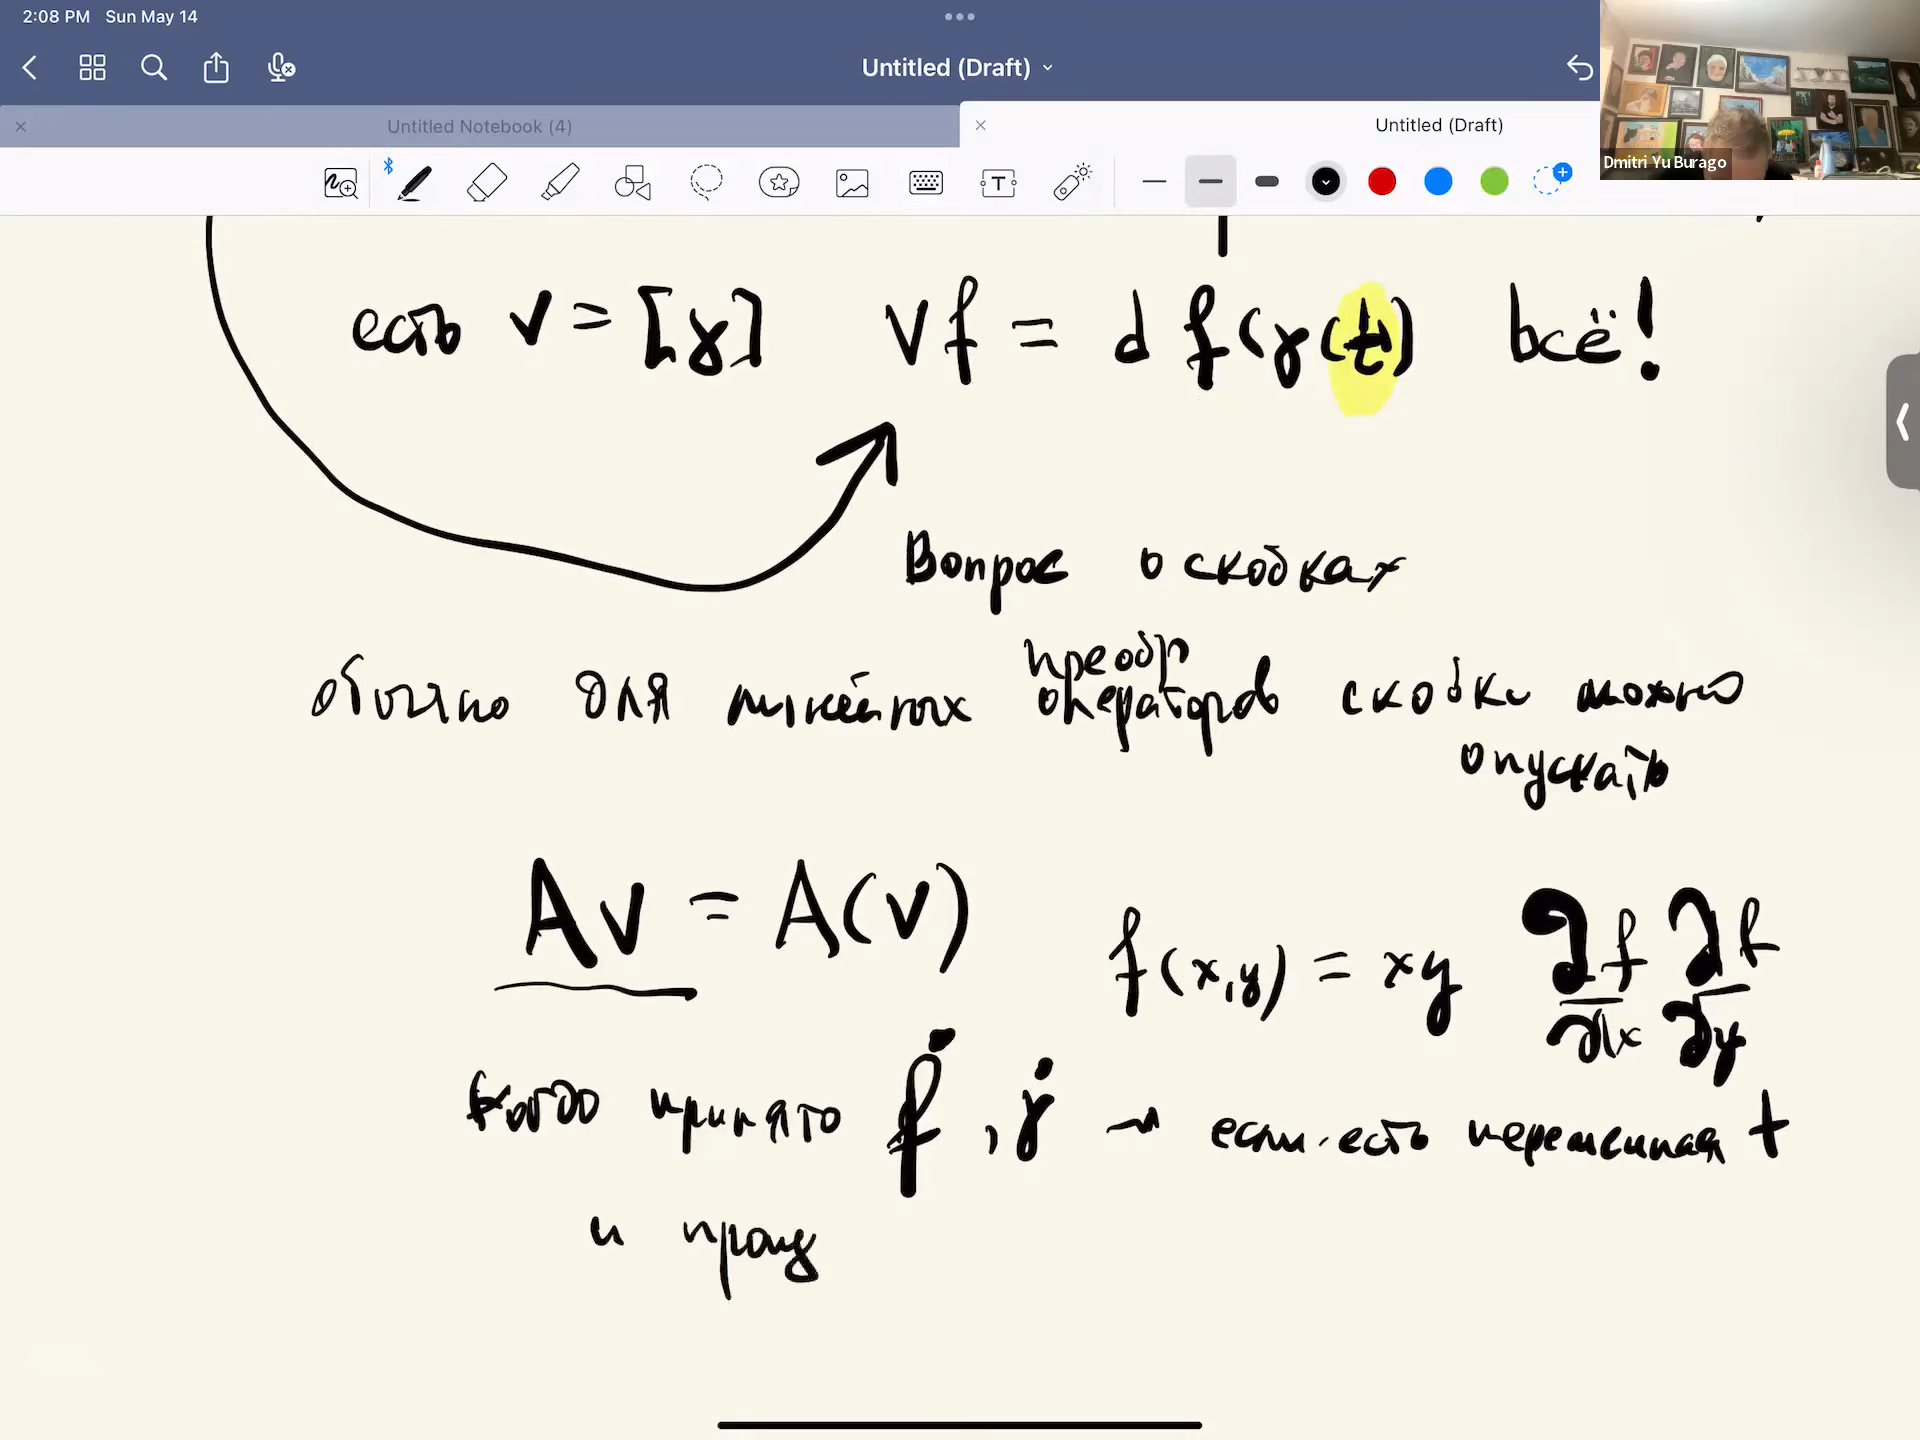 2:08 PM Sun May 14
Untitled (Draft)
Untitled Notebook (4)
Untitled (Draft)
Dmitri Yu Burago
есть v = [γ] vf = d f(γ(t)) всё!
Вопрос о скобках
преобр
обычно для линейных операторов скобки можно
опускать
Av = A(v)
f(x,y) = xy ∂f/∂x ∂f/∂y
когда принято ḟ, γ̇ – если есть переменная t
и произ